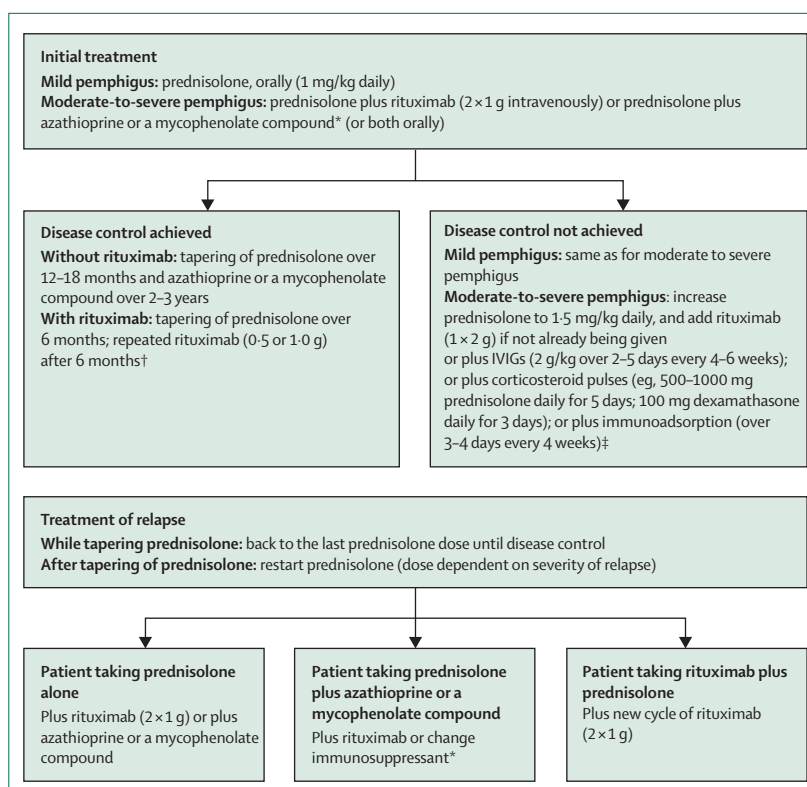 Initial treatment
Mild pemphigus: prednisolone, orally (1 mg/kg daily)
Moderate-to-severe pemphigus: prednisolone plus rituximab (2×1 g intravenously) or prednisolone plus
azathioprine or a mycophenolate compound* (or both orally)
Disease control achieved
Without rituximab: tapering of prednisolone over
12–18 months and azathioprine or a mycophenolate
compound over 2–3 years
With rituximab: tapering of prednisolone over
6 months; repeated rituximab (0·5 or 1·0 g)
after 6 months†
Disease control not achieved
Mild pemphigus: same as for moderate to severe
pemphigus
Moderate-to-severe pemphigus: increase
prednisolone to 1·5 mg/kg daily, and add rituximab
(1×2 g) if not already being given
or plus IVIGs (2 g/kg over 2–5 days every 4–6 weeks);
or plus corticosteroid pulses (eg, 500–1000 mg
prednisolone daily for 5 days; 100 mg dexamathasone
daily for 3 days); or plus immunoadsorption (over
3–4 days every 4 weeks)‡
Treatment of relapse
While tapering prednisolone: back to the last prednisolone dose until disease control
After tapering of prednisolone: restart prednisolone (dose dependent on severity of relapse)
Patient taking prednisolone
alone
Plus rituximab (2×1 g) or plus
azathioprine or a mycophenolate
compound
Patient taking prednisolone
plus azathioprine or a
mycophenolate compound
Plus rituximab or change
immunosuppressant*
Patient taking rituximab plus
prednisolone
Plus new cycle of rituximab
(2×1 g)